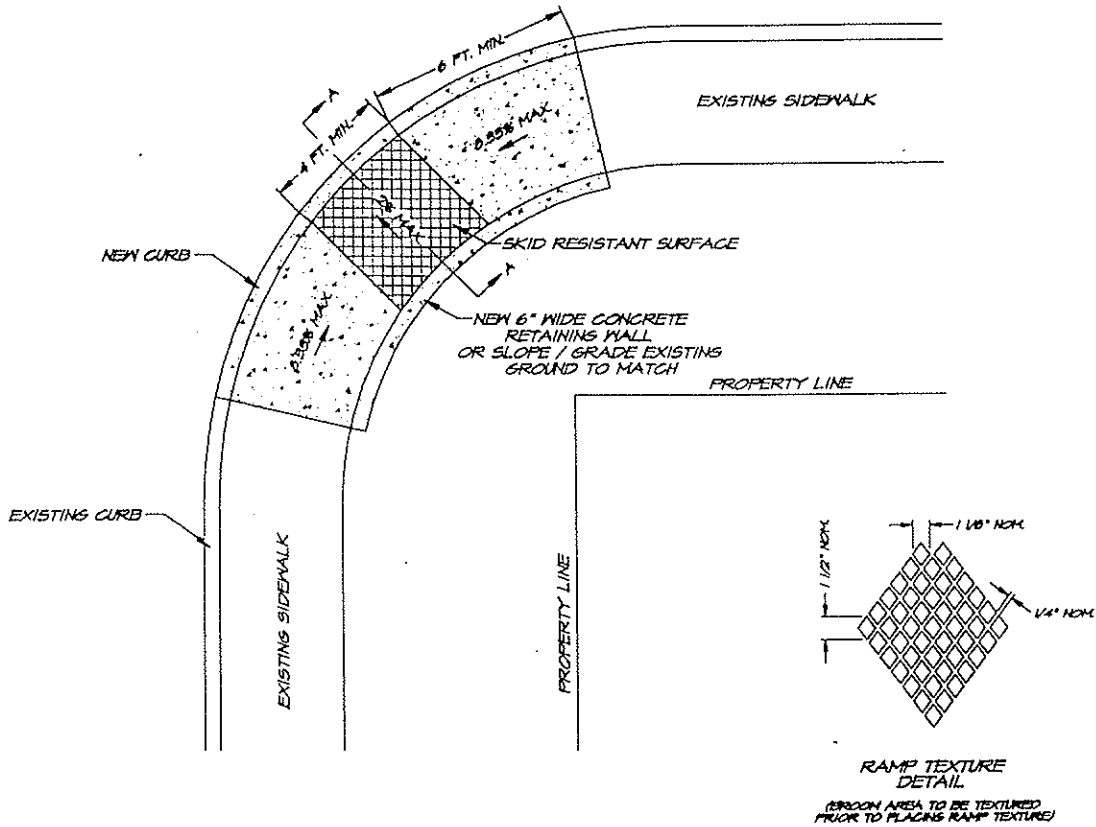 6 FT. MIN.
A
4 FT. MIN.
EXISTING SIDEWALK
8.33% MAX
2% MAX
SKID RESISTANT SURFACE
A
NEW CURB
8.33% MAX
NEW 6" WIDE CONCRETE
RETAINING WALL
OR SLOPE / GRADE EXISTING
GROUND TO MATCH
PROPERTY LINE
EXISTING CURB
EXISTING SIDEWALK
PROPERTY LINE
1 1/8" NOM.
1 1/2" NOM.
1/4" NOM.
RAMP TEXTURE
DETAIL
(BROOM AREA TO BE TEXTURED
PRIOR TO PLACING RAMP TEXTURE)